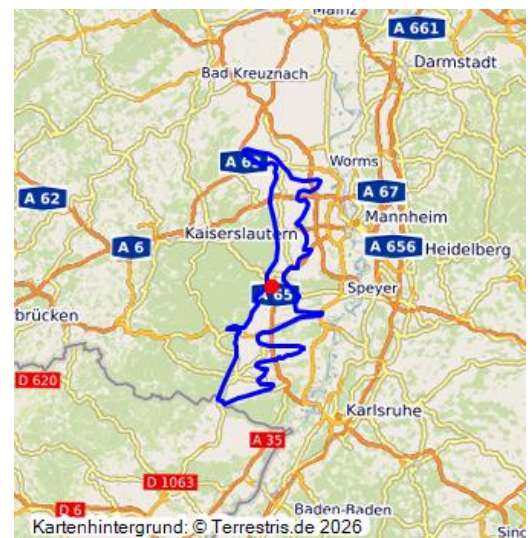 Mainz
A 661
Darmstadt
Bad Kreuznach
Worms
A 62
A 67
Kaiserslautern
Mannheim
A 6
A 656
Heidelberg
A 65
Speyer
brücken
D 620
Karlsruhe
A 35
D 1063
D 6
Baden-Baden
Sinc
Kartenhintergrund: © Terrestris.de 2026